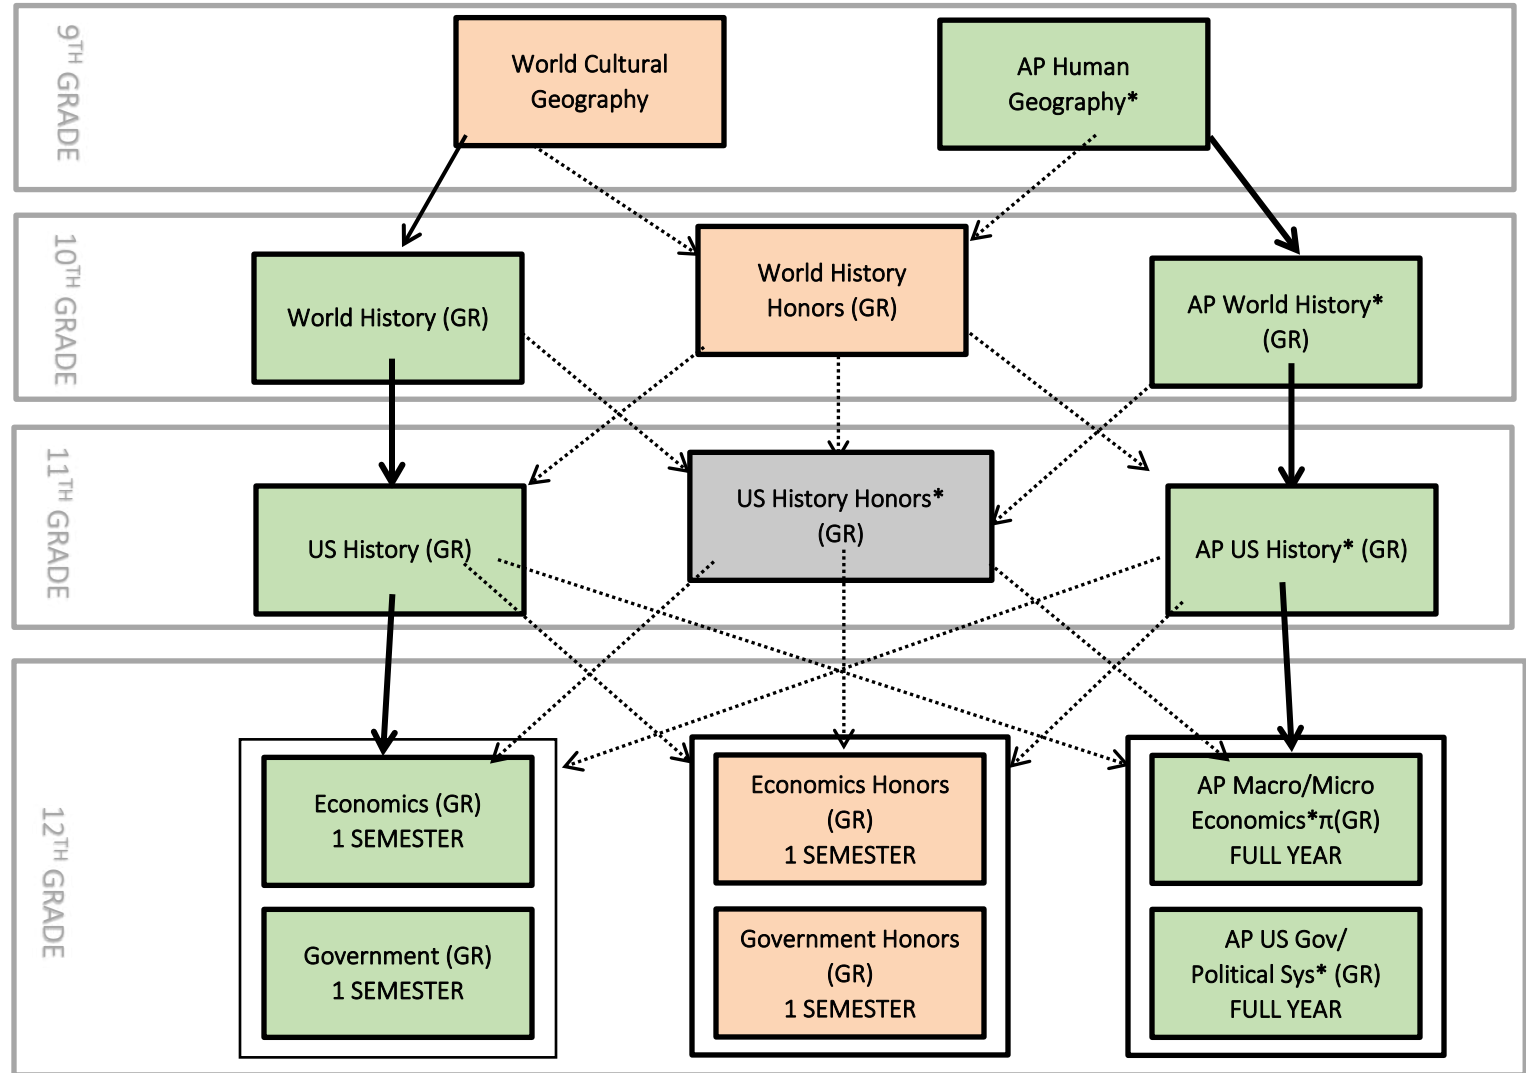 9TH GRADE
World Cultural
Geography
AP Human
Geography*
10TH GRADE
World History (GR)
World History
Honors (GR)
AP World History*
(GR)
11TH GRADE
US History (GR)
US History Honors*
(GR)
AP US History* (GR)
12TH GRADE
Economics (GR)
1 SEMESTER
Economics Honors
(GR)
1 SEMESTER
AP Macro/Micro
Economics*π(GR)
FULL YEAR
Government (GR)
1 SEMESTER
Government Honors
(GR)
1 SEMESTER
AP US Gov/
Political Sys* (GR)
FULL YEAR